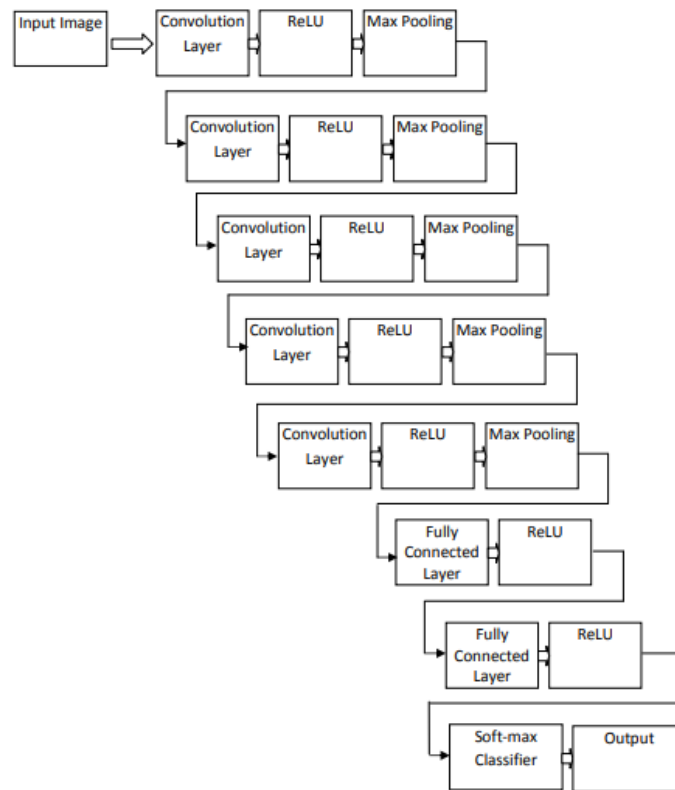 Input Image
Convolution
Layer
ReLU
Max Pooling
Convolution
Layer
ReLU
Max Pooling
Convolution
Layer
ReLU
Max Pooling
Convolution
Layer
ReLU
Max Pooling
Convolution
Layer
ReLU
Max Pooling
Fully
Connected
Layer
ReLU
Fully
Connected
Layer
ReLU
Soft-max
Classifier
Output